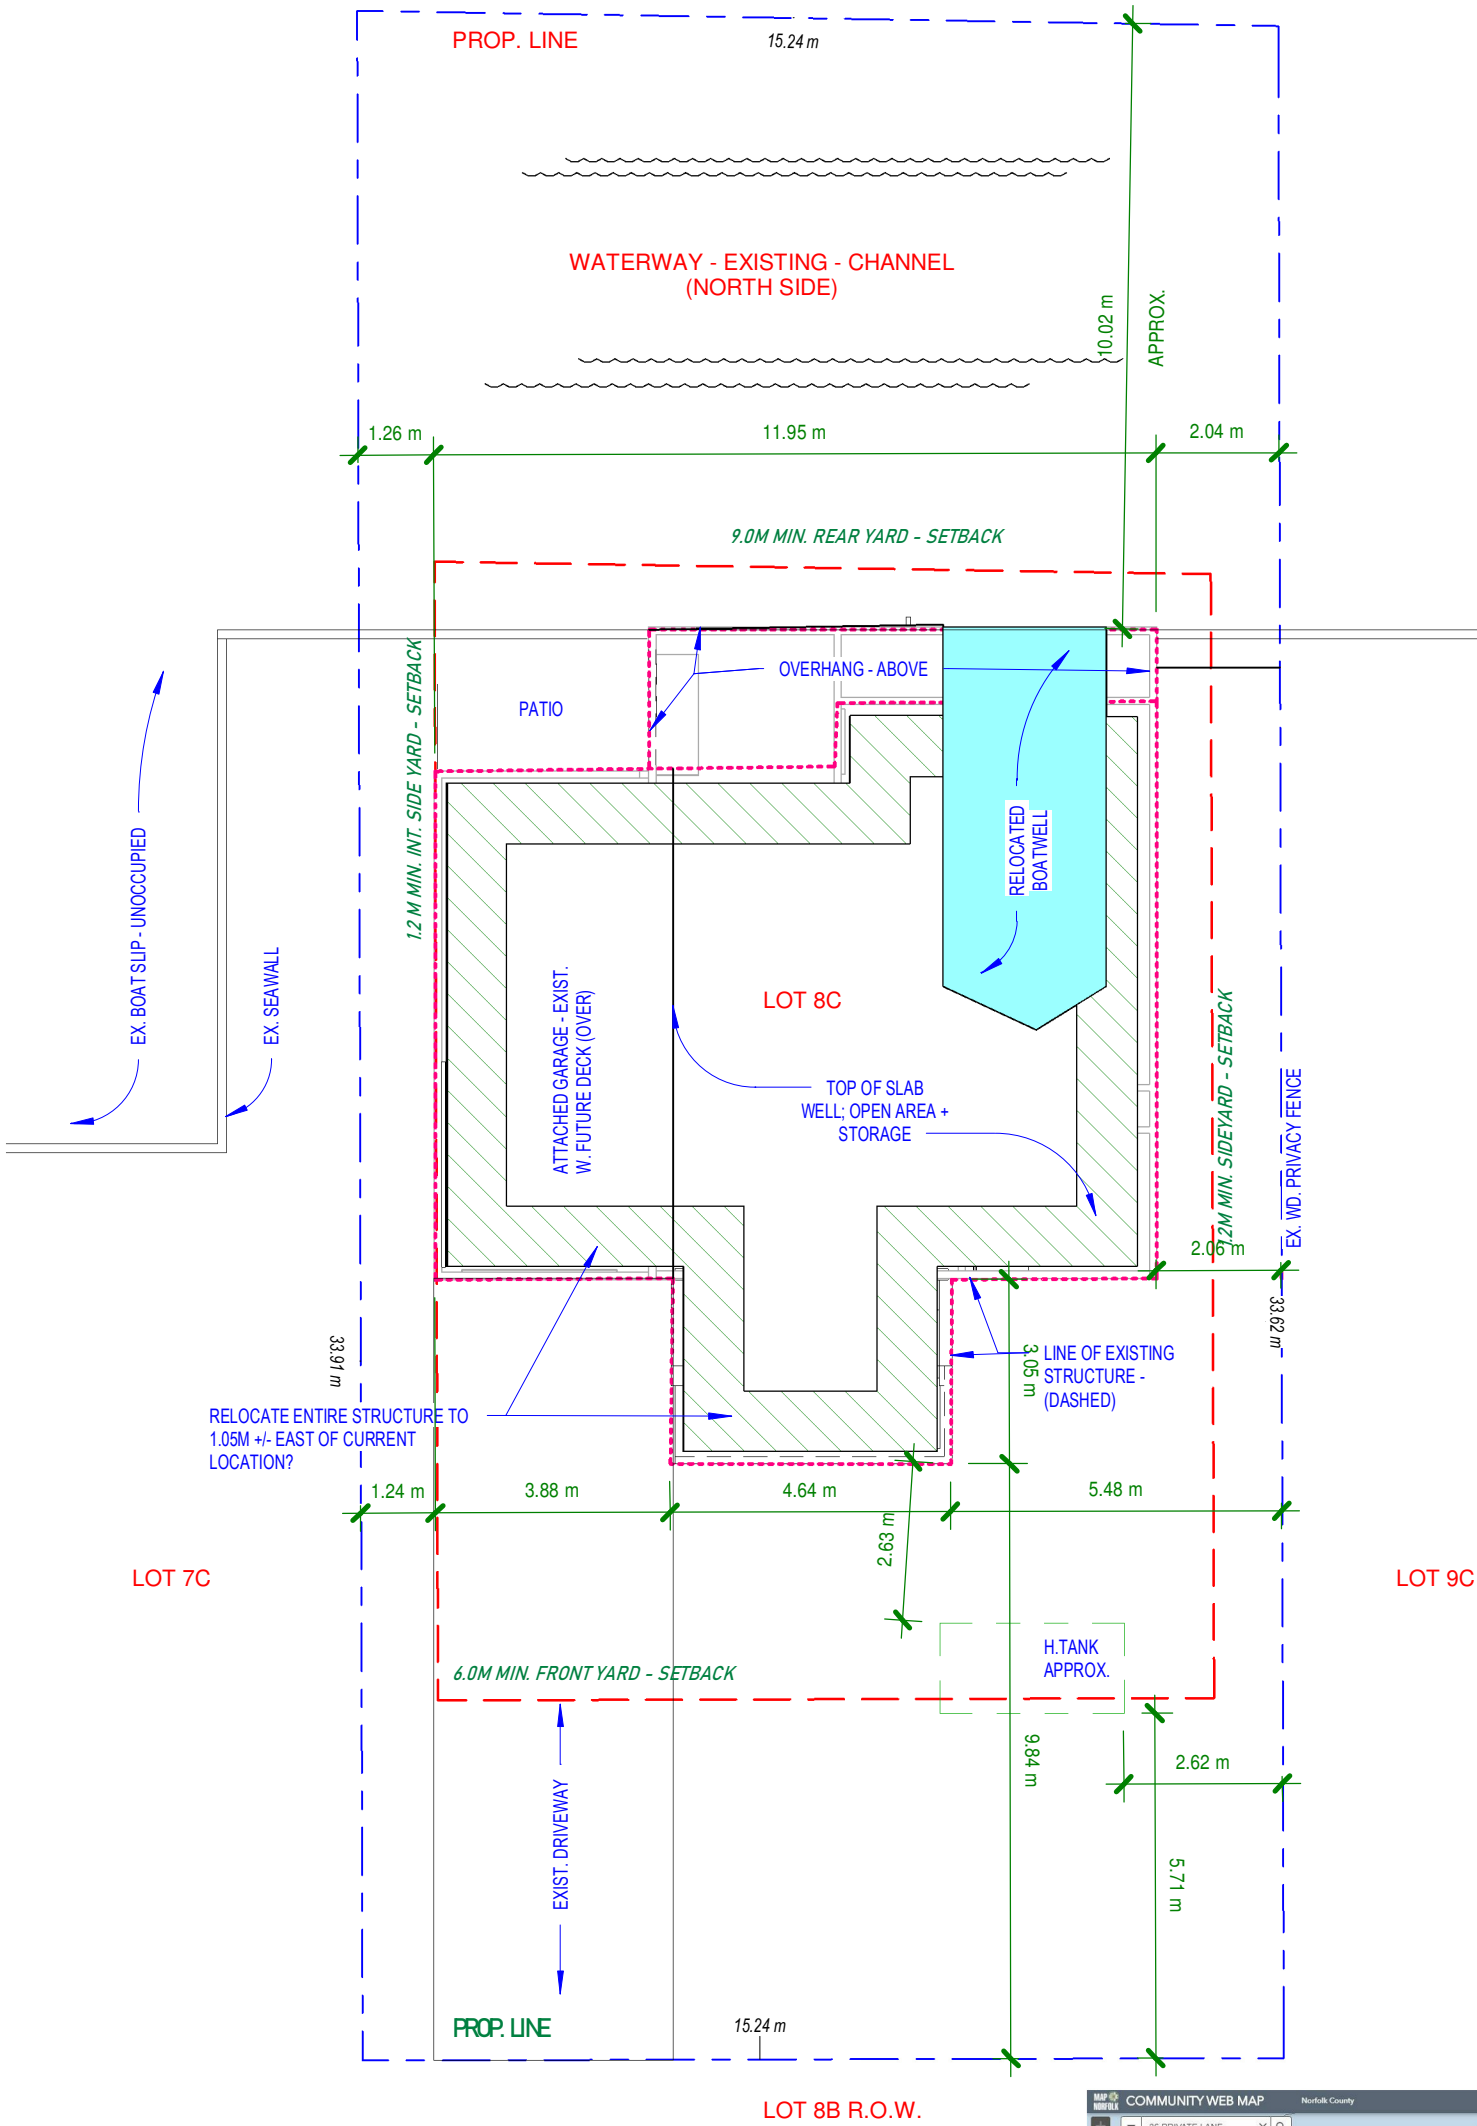 PROP. LINE
15.24 m
WATERWAY - EXISTING - CHANNEL
(NORTH SIDE)
10.02 m
APPROX.
1.26 m
11.95 m
2.04 m
9.0M MIN. REAR YARD - SETBACK
1.2 M MIN. INT. SIDE YARD - SETBACK
OVERHANG - ABOVE
PATIO
RELOCATED
BOATWELL
EX. BOAT SLIP - UNOCCUPIED
EX. SEAWALL
ATTACHED GARAGE - EXIST.
W. FUTURE DECK (OVER)
LOT 8C
TOP OF SLAB
WELL; OPEN AREA +
STORAGE
1.2M MIN. SIDEYARD - SETBACK
EX. WD. PRIVACY FENCE
2.06 m
33.91 m
33.62 m
3.05 m
LINE OF EXISTING
STRUCTURE -
(DASHED)
RELOCATE ENTIRE STRUCTURE TO
1.05M +/- EAST OF CURRENT
LOCATION?
1.24 m
3.88 m
4.64 m
5.48 m
2.63 m
LOT 7C
LOT 9C
H.TANK
APPROX.
6.0M MIN. FRONT YARD - SETBACK
9.84 m
2.62 m
EXIST. DRIVEWAY
5.71 m
PROP. LINE
15.24 m
LOT 8B R.O.W.
MAP NORFOLK
COMMUNITY WEB MAP
Norfolk County
PRIVATE LANE